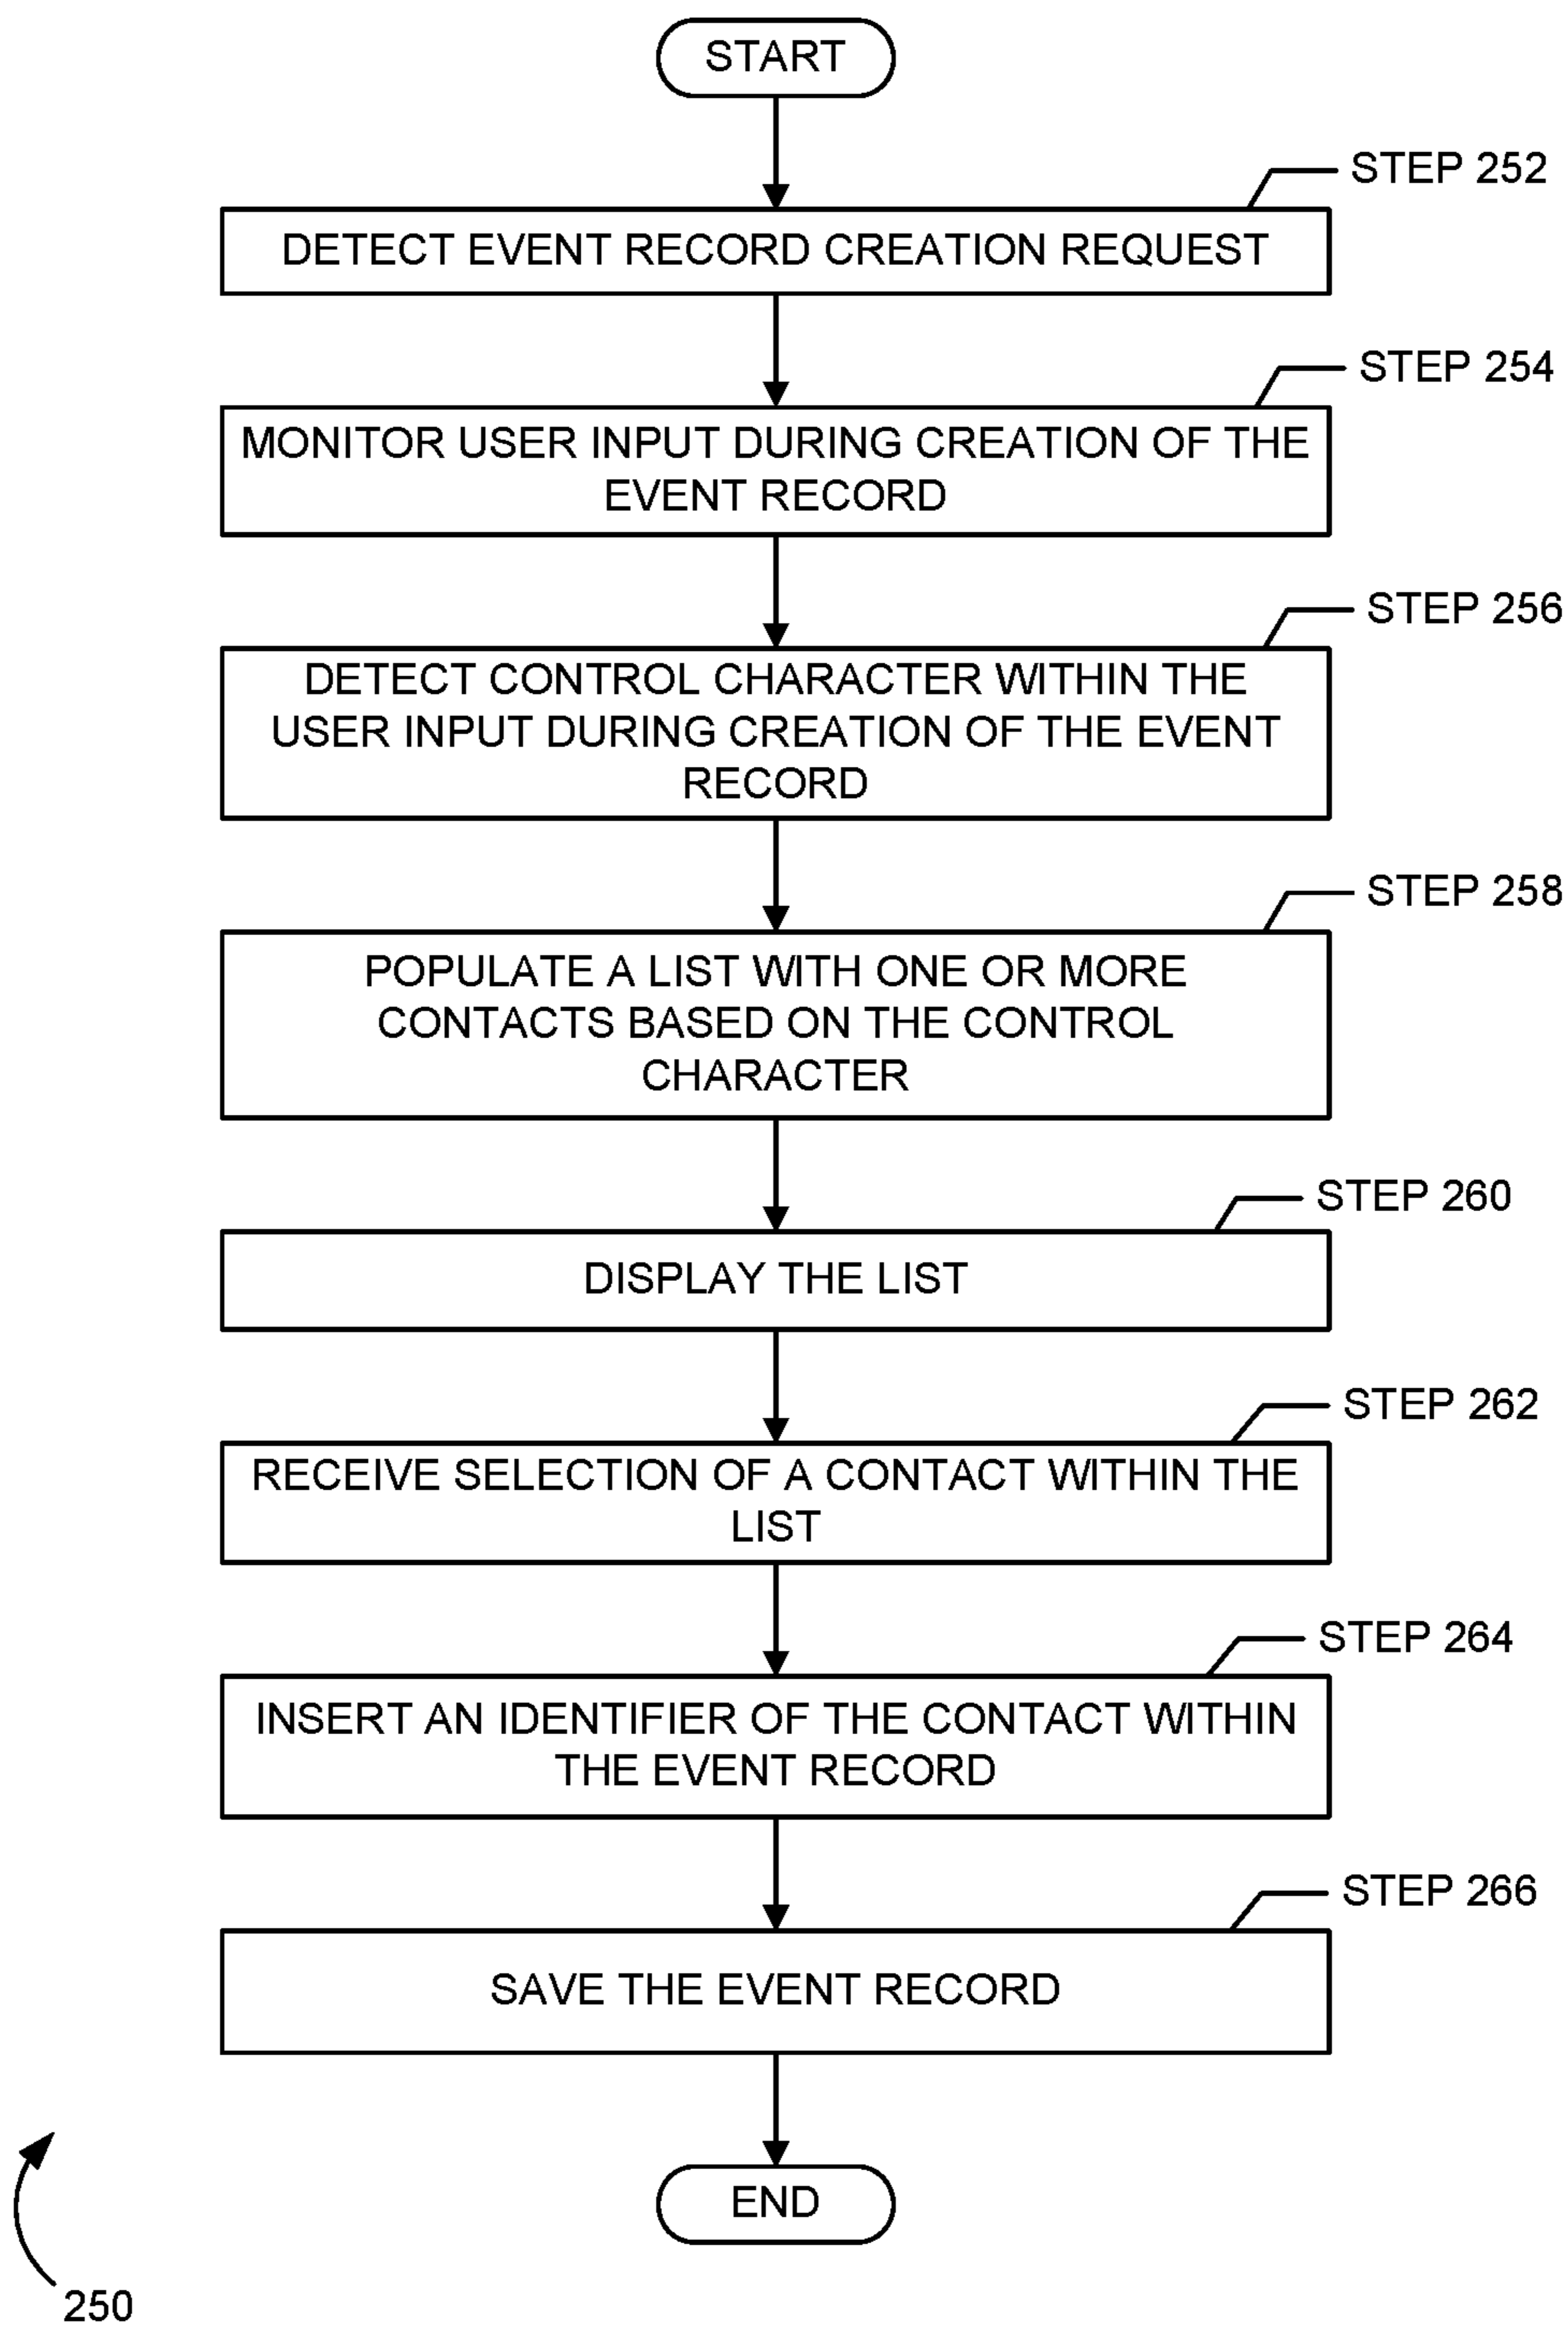 START
STEP 252
DETECT EVENT RECORD CREATION REQUEST
STEP 254
MONITOR USER INPUT DURING CREATION OF THE
EVENT RECORD
STEP 256
DETECT CONTROL CHARACTER WITHIN THE
USER INPUT DURING CREATION OF THE EVENT
RECORD
STEP 258
POPULATE A LIST WITH ONE OR MORE
CONTACTS BASED ON THE CONTROL
CHARACTER
STEP 260
DISPLAY THE LIST
STEP 262
RECEIVE SELECTION OF A CONTACT WITHIN THE
LIST
STEP 264
INSERT AN IDENTIFIER OF THE CONTACT WITHIN
THE EVENT RECORD
STEP 266
SAVE THE EVENT RECORD
END
250